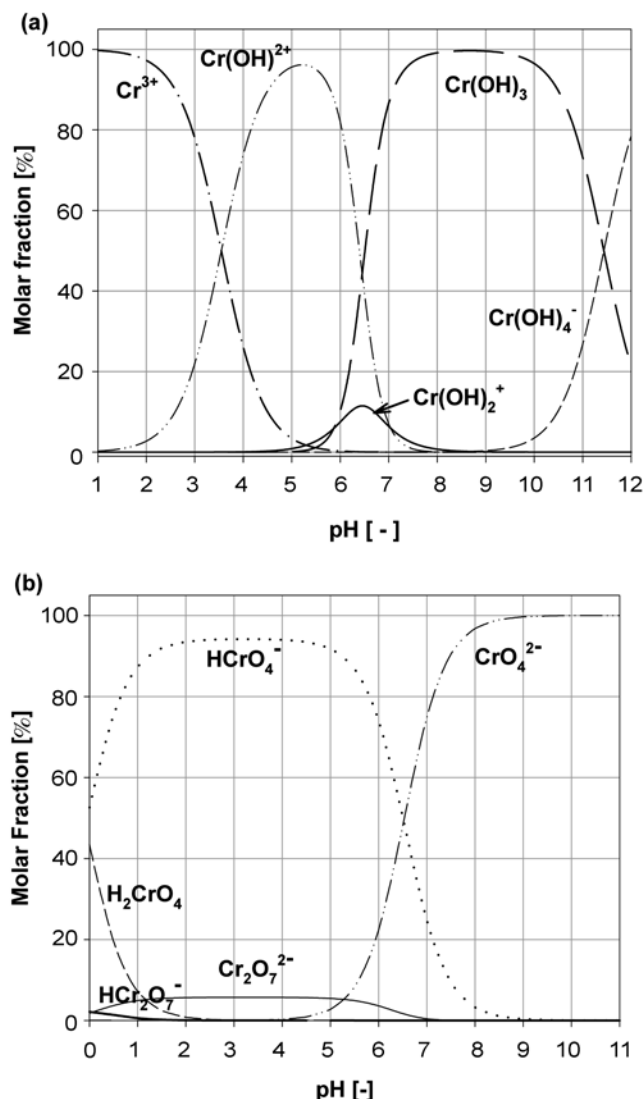 (a)
Molar fraction [%]
100
80
60
40
20
0
Cr³⁺
Cr(OH)²⁺
Cr(OH)₃
Cr(OH)₄⁻
Cr(OH)₂⁺
1 2 3 4 5 6 7 8 9 10 11 12
pH [ - ]
(b)
Molar Fraction [%]
100
80
60
40
20
0
HCrO₄⁻
CrO₄²⁻
H₂CrO₄
Cr₂O₇²⁻
HCr₂O₇⁻
0 1 2 3 4 5 6 7 8 9 10 11
pH [-]